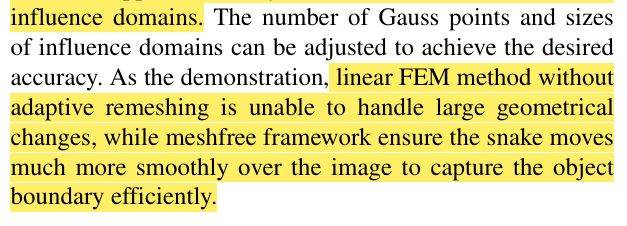 influence domains. The number of Gauss points and sizes
of influence domains can be adjusted to achieve the desired
accuracy. As the demonstration, linear FEM method without
adaptive remeshing is unable to handle large geometrical
changes, while meshfree framework ensure the snake moves
much more smoothly over the image to capture the object
boundary efficiently.